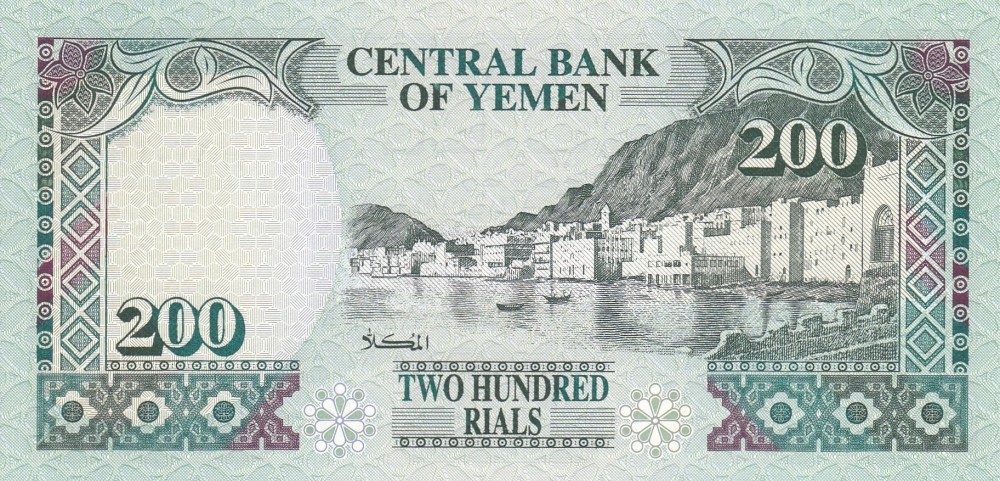 CENTRAL BANK
OF YEMEN
200
200
المكلا
TWO HUNDRED
RIALS